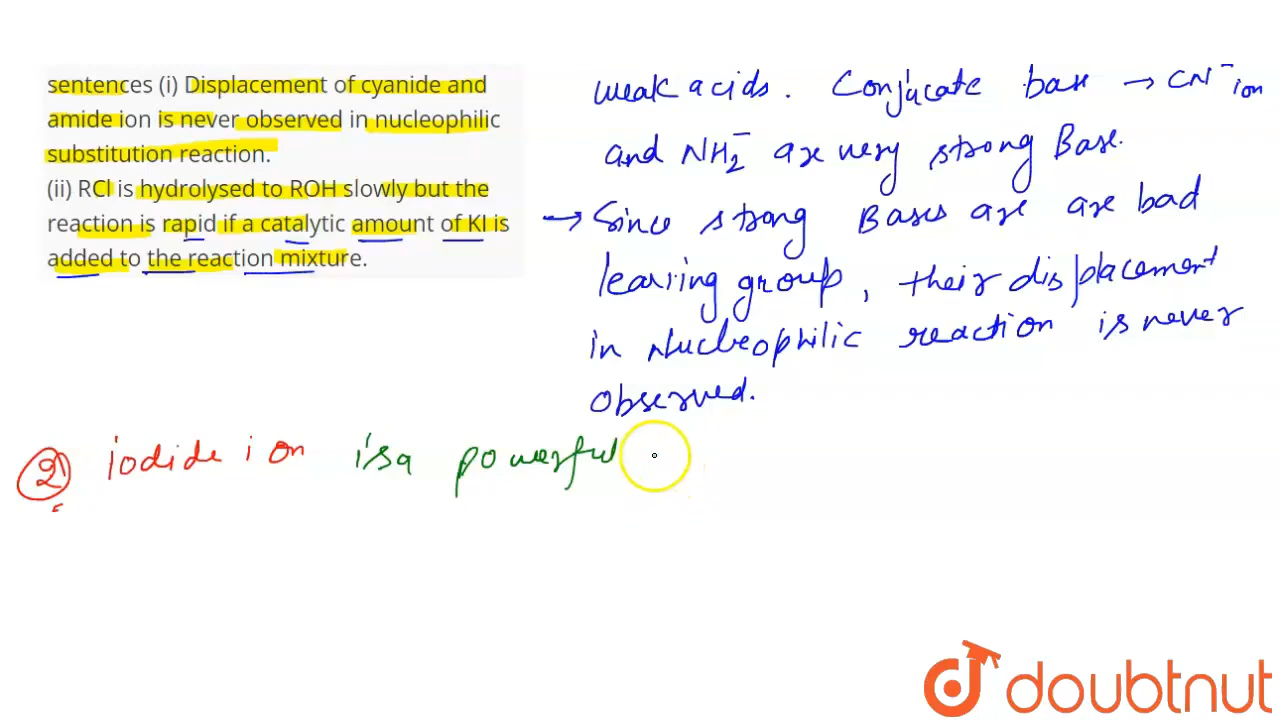 sentences (i) Displacement of cyanide and
amide ion is never observed in nucleophilic
substitution reaction.
(ii) RCl is hydrolysed to ROH slowly but the
reaction is rapid if a catalytic amount of KI is
added to the reaction mixture.
weak acids. Conjucate base → CN⁻ ion
and NH₂⁻ are very strong Base.
→ Since strong Bases are are bad
leaving group, their displacement
in Nucleophilic reaction is never
observed.
② iodide ion is a powerful
doubtnut